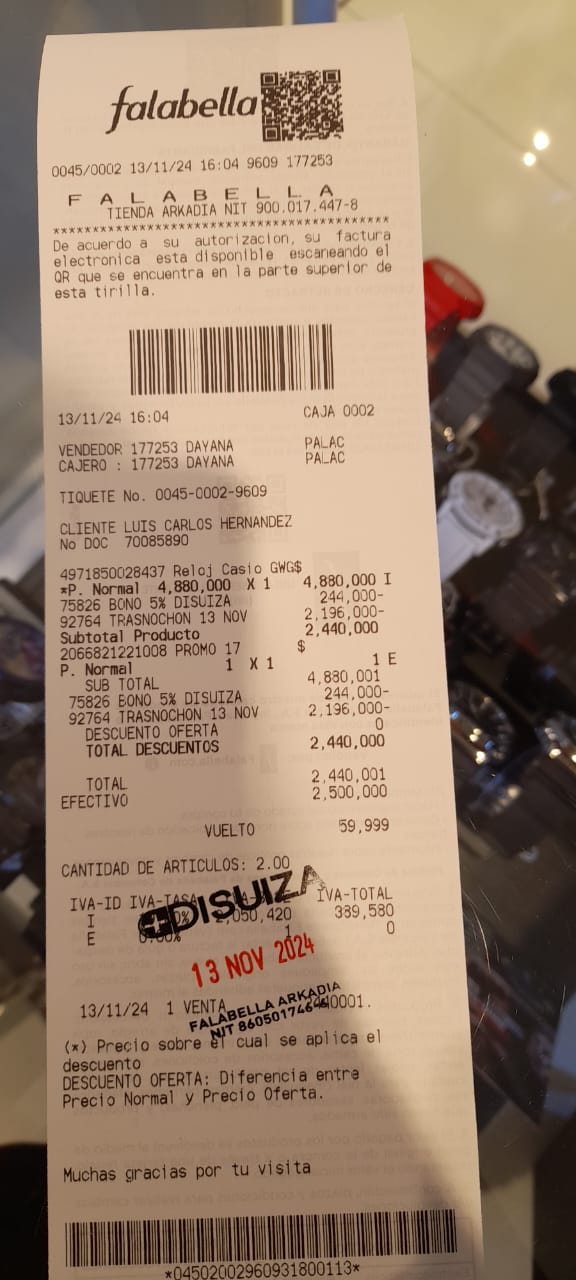 falabella
0045/0002 13/11/24 16:04 9609 177253
F A L A B E L L A
TIENDA ARKADIA NIT 900.017.447-8
******************************************
De acuerdo a su autorizacion, su factura
electronica esta disponible escaneando el
QR que se encuentra en la parte superior de
esta tirilla.
13/11/24 16:04 CAJA 0002
VENDEDOR 177253 DAYANA PALAC
CAJERO : 177253 DAYANA PALAC
TIQUETE No. 0045-0002-9609
CLIENTE LUIS CARLOS HERNANDEZ
No DOC 70085890
4971850028437 Reloj Casio GWG$
*P. Normal 4,880,000 X 1 4,880,000 I
75826 BONO 5% DISUIZA 244,000-
92764 TRASNOCHON 13 NOV 2,196,000-
Subtotal Producto 2,440,000
2066821221008 PROMO 17 $
P. Normal 1 X 1 1 E
SUB TOTAL 4,880,001
75826 BONO 5% DISUIZA 244,000-
92764 TRASNOCHON 13 NOV 2,196,000-
DESCUENTO OFERTA 0
TOTAL DESCUENTOS 2,440,000
TOTAL 2,440,001
EFECTIVO 2,500,000
VUELTO 59,999
CANTIDAD DE ARTICULOS: 2.00
IVA-ID IVA-TASA IVA-TOTAL
I 2,050,420 389,580
E 0.00% 1 0
DISUIZA
13 NOV 2024
FALABELLA ARKADIA
NIT
13/11/24 1 VENTA
(*) Precio sobre el cual se aplica el
descuento
DESCUENTO OFERTA: Diferencia entre
Precio Normal y Precio Oferta.
Muchas gracias por tu visita
*04502002960931800113*